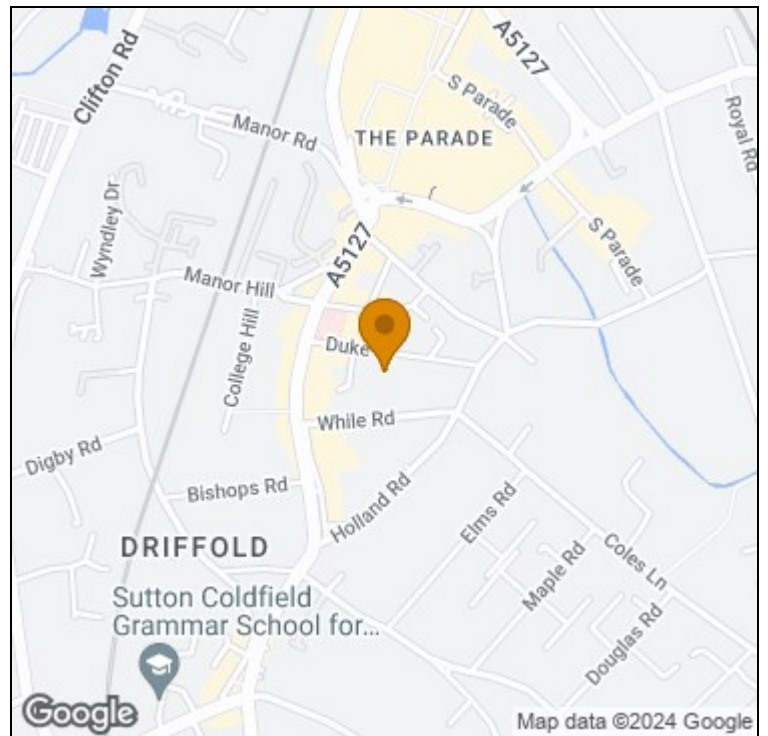 Clifton Rd
A5127
S Parade
Royal Rd
Manor Rd
THE PARADE
Wyndley Dr
A5127
S Parade
Manor Hill
College Hill
Duke
While Rd
Digby Rd
Bishops Rd
Holland Rd
Elms Rd
DRIFFOLD
Maple Rd
Coles Ln
Sutton Coldfield
Grammar School for...
Douglas Rd
Google
Map data ©2024 Google